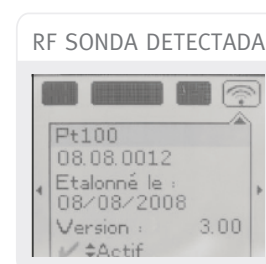 RF SONDA DETECTADA
Pt100
08.08.0012
Etalonné le :
08/08/2008
Version : 3.00
Actif